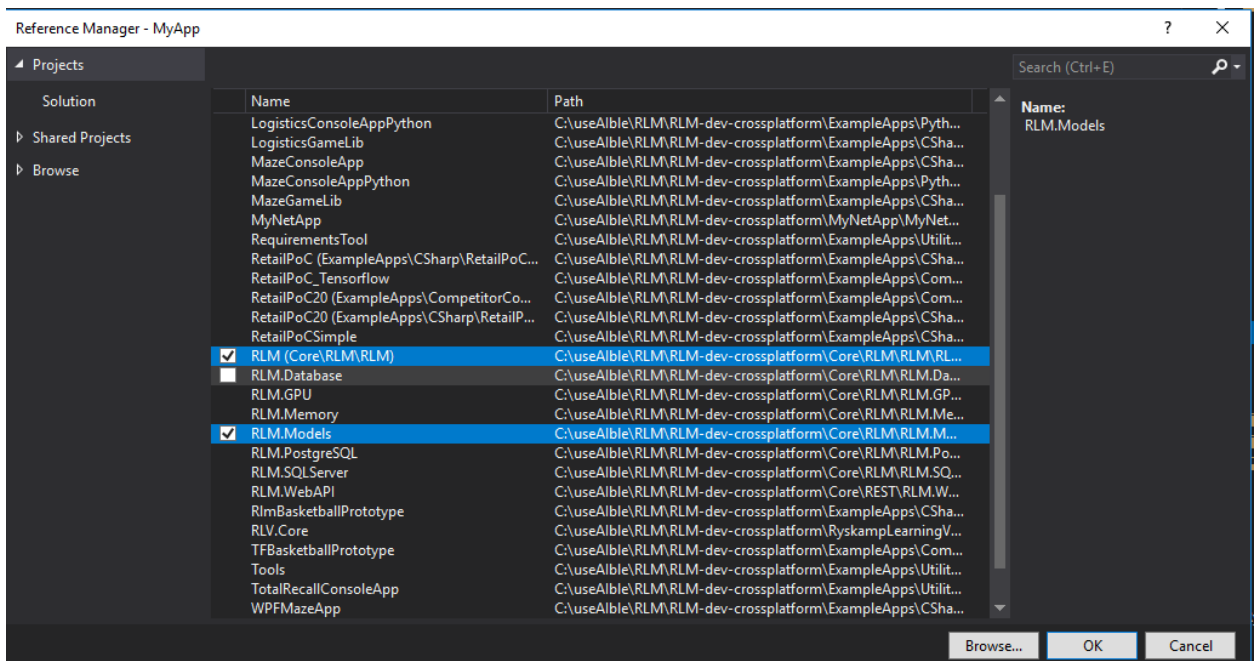 Reference Manager - MyApp
?
Projects
Search (Ctrl+E)
Solution
Shared Projects
Browse
Name Path
LogisticsConsoleAppPython C:\useAIble\RLM\RLM-dev-crossplatform\ExampleApps\Pyth...
LogisticsGameLib C:\useAIble\RLM\RLM-dev-crossplatform\ExampleApps\CSha...
MazeConsoleApp C:\useAIble\RLM\RLM-dev-crossplatform\ExampleApps\CSha...
MazeConsoleAppPython C:\useAIble\RLM\RLM-dev-crossplatform\ExampleApps\Pyth...
MazeGameLib C:\useAIble\RLM\RLM-dev-crossplatform\ExampleApps\CSha...
MyNetApp C:\useAIble\RLM\RLM-dev-crossplatform\MyNetApp\MyNet...
RequirementsTool C:\useAIble\RLM\RLM-dev-crossplatform\ExampleApps\Utilit...
RetailPoC (ExampleApps\CSharp\RetailPoC... C:\useAIble\RLM\RLM-dev-crossplatform\ExampleApps\CSha...
RetailPoC_Tensorflow C:\useAIble\RLM\RLM-dev-crossplatform\ExampleApps\Com...
RetailPoC20 (ExampleApps\CompetitorCo... C:\useAIble\RLM\RLM-dev-crossplatform\ExampleApps\Com...
RetailPoC20 (ExampleApps\CSharp\RetailP... C:\useAIble\RLM\RLM-dev-crossplatform\ExampleApps\CSha...
RetailPoCSimple C:\useAIble\RLM\RLM-dev-crossplatform\ExampleApps\CSha...
RLM (Core\RLM\RLM) C:\useAIble\RLM\RLM-dev-crossplatform\Core\RLM\RLM\RL...
RLM.Database C:\useAIble\RLM\RLM-dev-crossplatform\Core\RLM\RLM.Da...
RLM.GPU C:\useAIble\RLM\RLM-dev-crossplatform\Core\RLM\RLM.GP...
RLM.Memory C:\useAIble\RLM\RLM-dev-crossplatform\Core\RLM\RLM.Me...
RLM.Models C:\useAIble\RLM\RLM-dev-crossplatform\Core\RLM\RLM.M...
RLM.PostgreSQL C:\useAIble\RLM\RLM-dev-crossplatform\Core\RLM\RLM.Po...
RLM.SQLServer C:\useAIble\RLM\RLM-dev-crossplatform\Core\RLM\RLM.SQ...
RLM.WebAPI C:\useAIble\RLM\RLM-dev-crossplatform\Core\REST\RLM.W...
RlmBasketballPrototype C:\useAIble\RLM\RLM-dev-crossplatform\ExampleApps\CSha...
RLV.Core C:\useAIble\RLM\RLM-dev-crossplatform\RyskampLearningV...
TFBasketballPrototype C:\useAIble\RLM\RLM-dev-crossplatform\ExampleApps\Com...
Tools C:\useAIble\RLM\RLM-dev-crossplatform\ExampleApps\Utilit...
TotalRecallConsoleApp C:\useAIble\RLM\RLM-dev-crossplatform\ExampleApps\Utilit...
WPFMazeApp C:\useAIble\RLM\RLM-dev-crossplatform\ExampleApps\CSha...
Name:
RLM.Models
Browse... OK Cancel